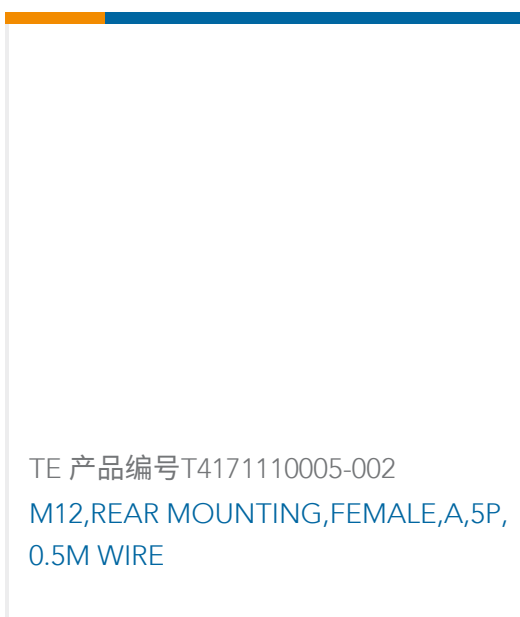 TE 产品编号T4171110005-002
M12,REAR MOUNTING,FEMALE,A,5P,
0.5M WIRE